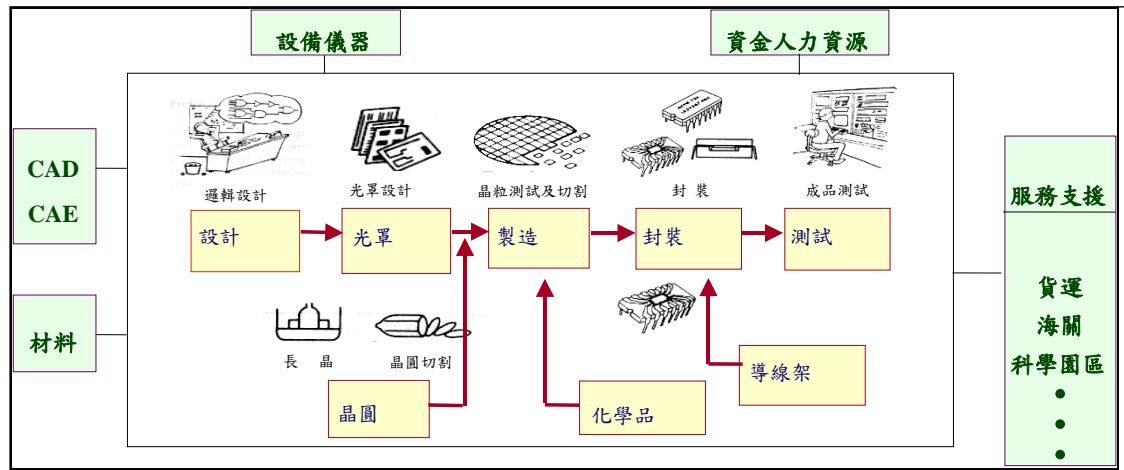 設備儀器
資金人力資源
CAD
CAE
材料
邏輯設計
光罩設計
晶粒測試及切割
封 裝
成品測試
設計
光罩
製造
封裝
測試
長 晶
晶圓切割
晶圓
化學品
導線架
服務支援
貨運
海關
科學園區
•
•
•